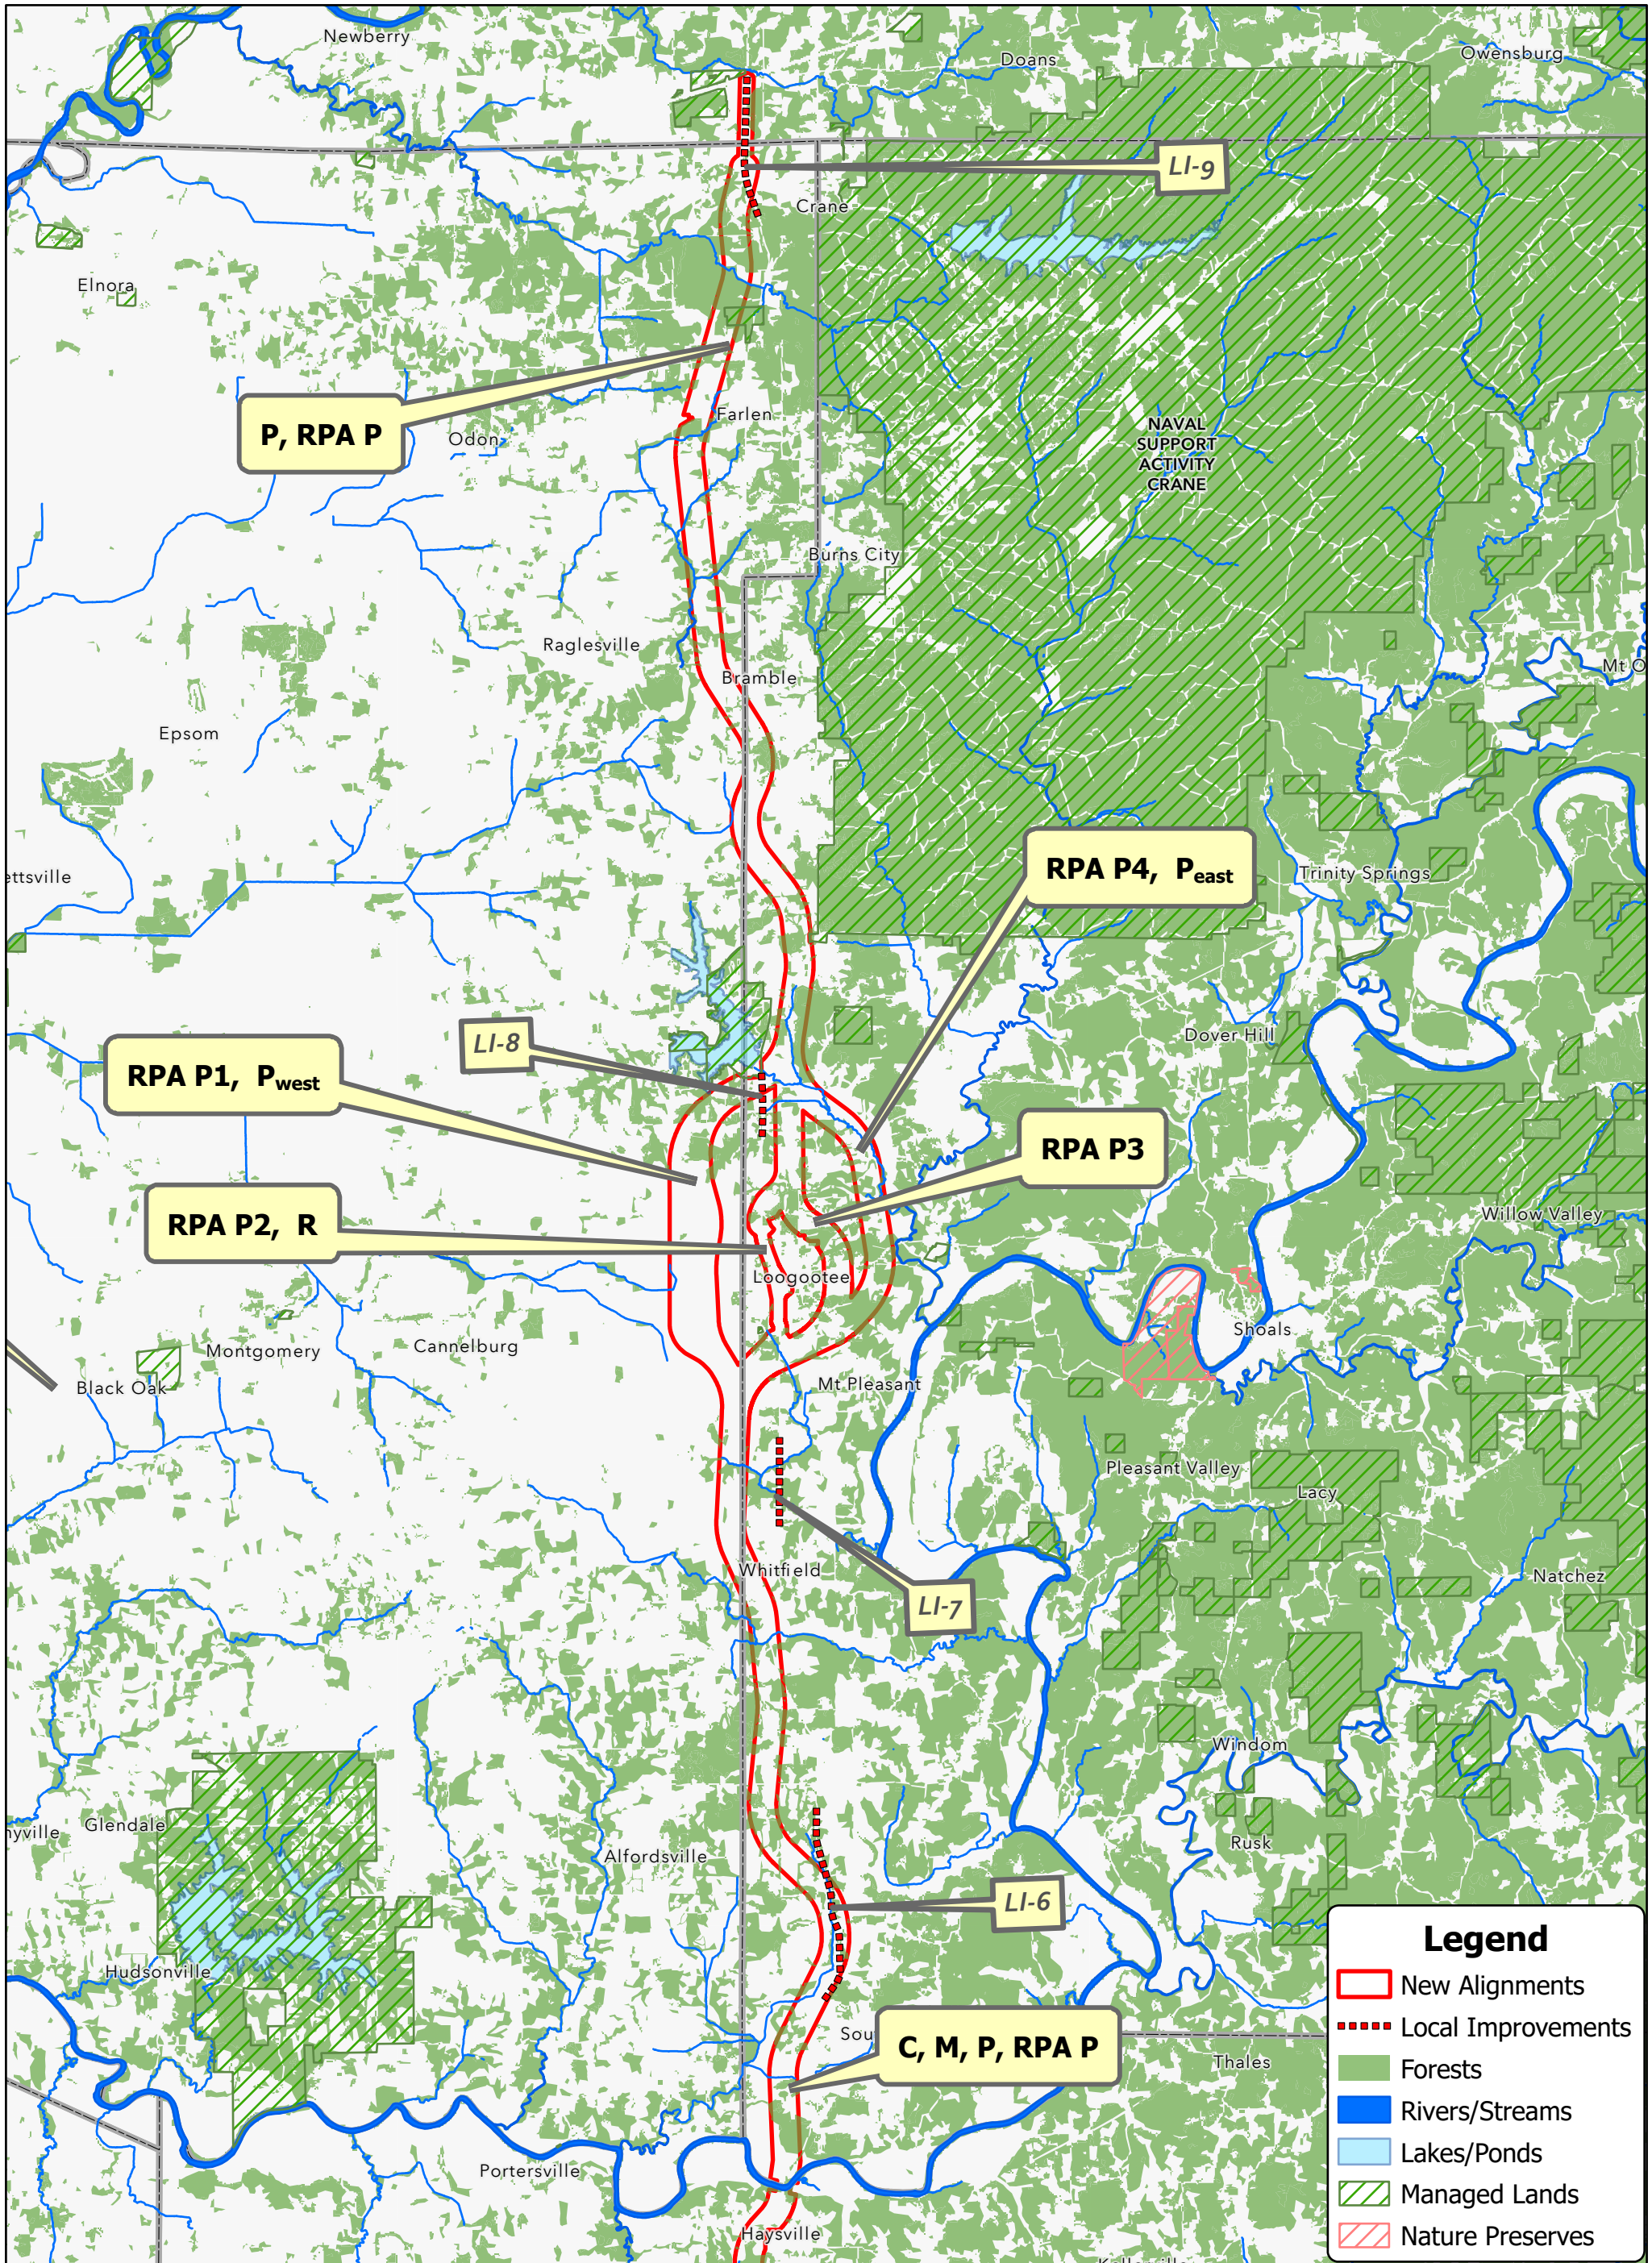 Newberry
Doans
Owensburg
LI-9
Crane
Elnora
P, RPA P
Farlen
Odon
NAVAL
SUPPORT
ACTIVITY
CRANE
Burns City
Raglesville
Mt O
Bramble
Epsom
RPA P4, Peast
Trinity Springs
ettsville
Dover Hill
LI-8
RPA P1, Pwest
RPA P3
RPA P2, R
Willow Valley
Loogootee
Shoals
Montgomery
Cannelburg
Black Oak
Mt Pleasant
Pleasant Valley
Lacy
Whitfield
Natchez
LI-7
Windom
Glendale
nyville
Rusk
Alfordsville
LI-6
Hudsonville
Sou
C, M, P, RPA P
Thales
Portersville
Haysville
Legend
New Alignments
Local Improvements
Forests
Rivers/Streams
Lakes/Ponds
Managed Lands
Nature Preserves